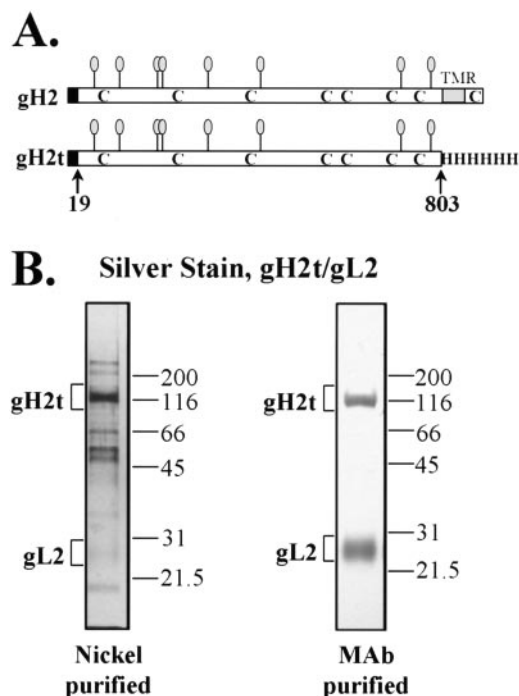 A.
TMR
gH2 C C C C C C C C
gH2t C C C C C C C HHHHHH
19 803
B. Silver Stain, gH2t/gL2
200
gH2t 116
66
45
31
gL2
21.5
Nickel
purified
200
gH2t 116
66
45
31
gL2
21.5
MAb
purified